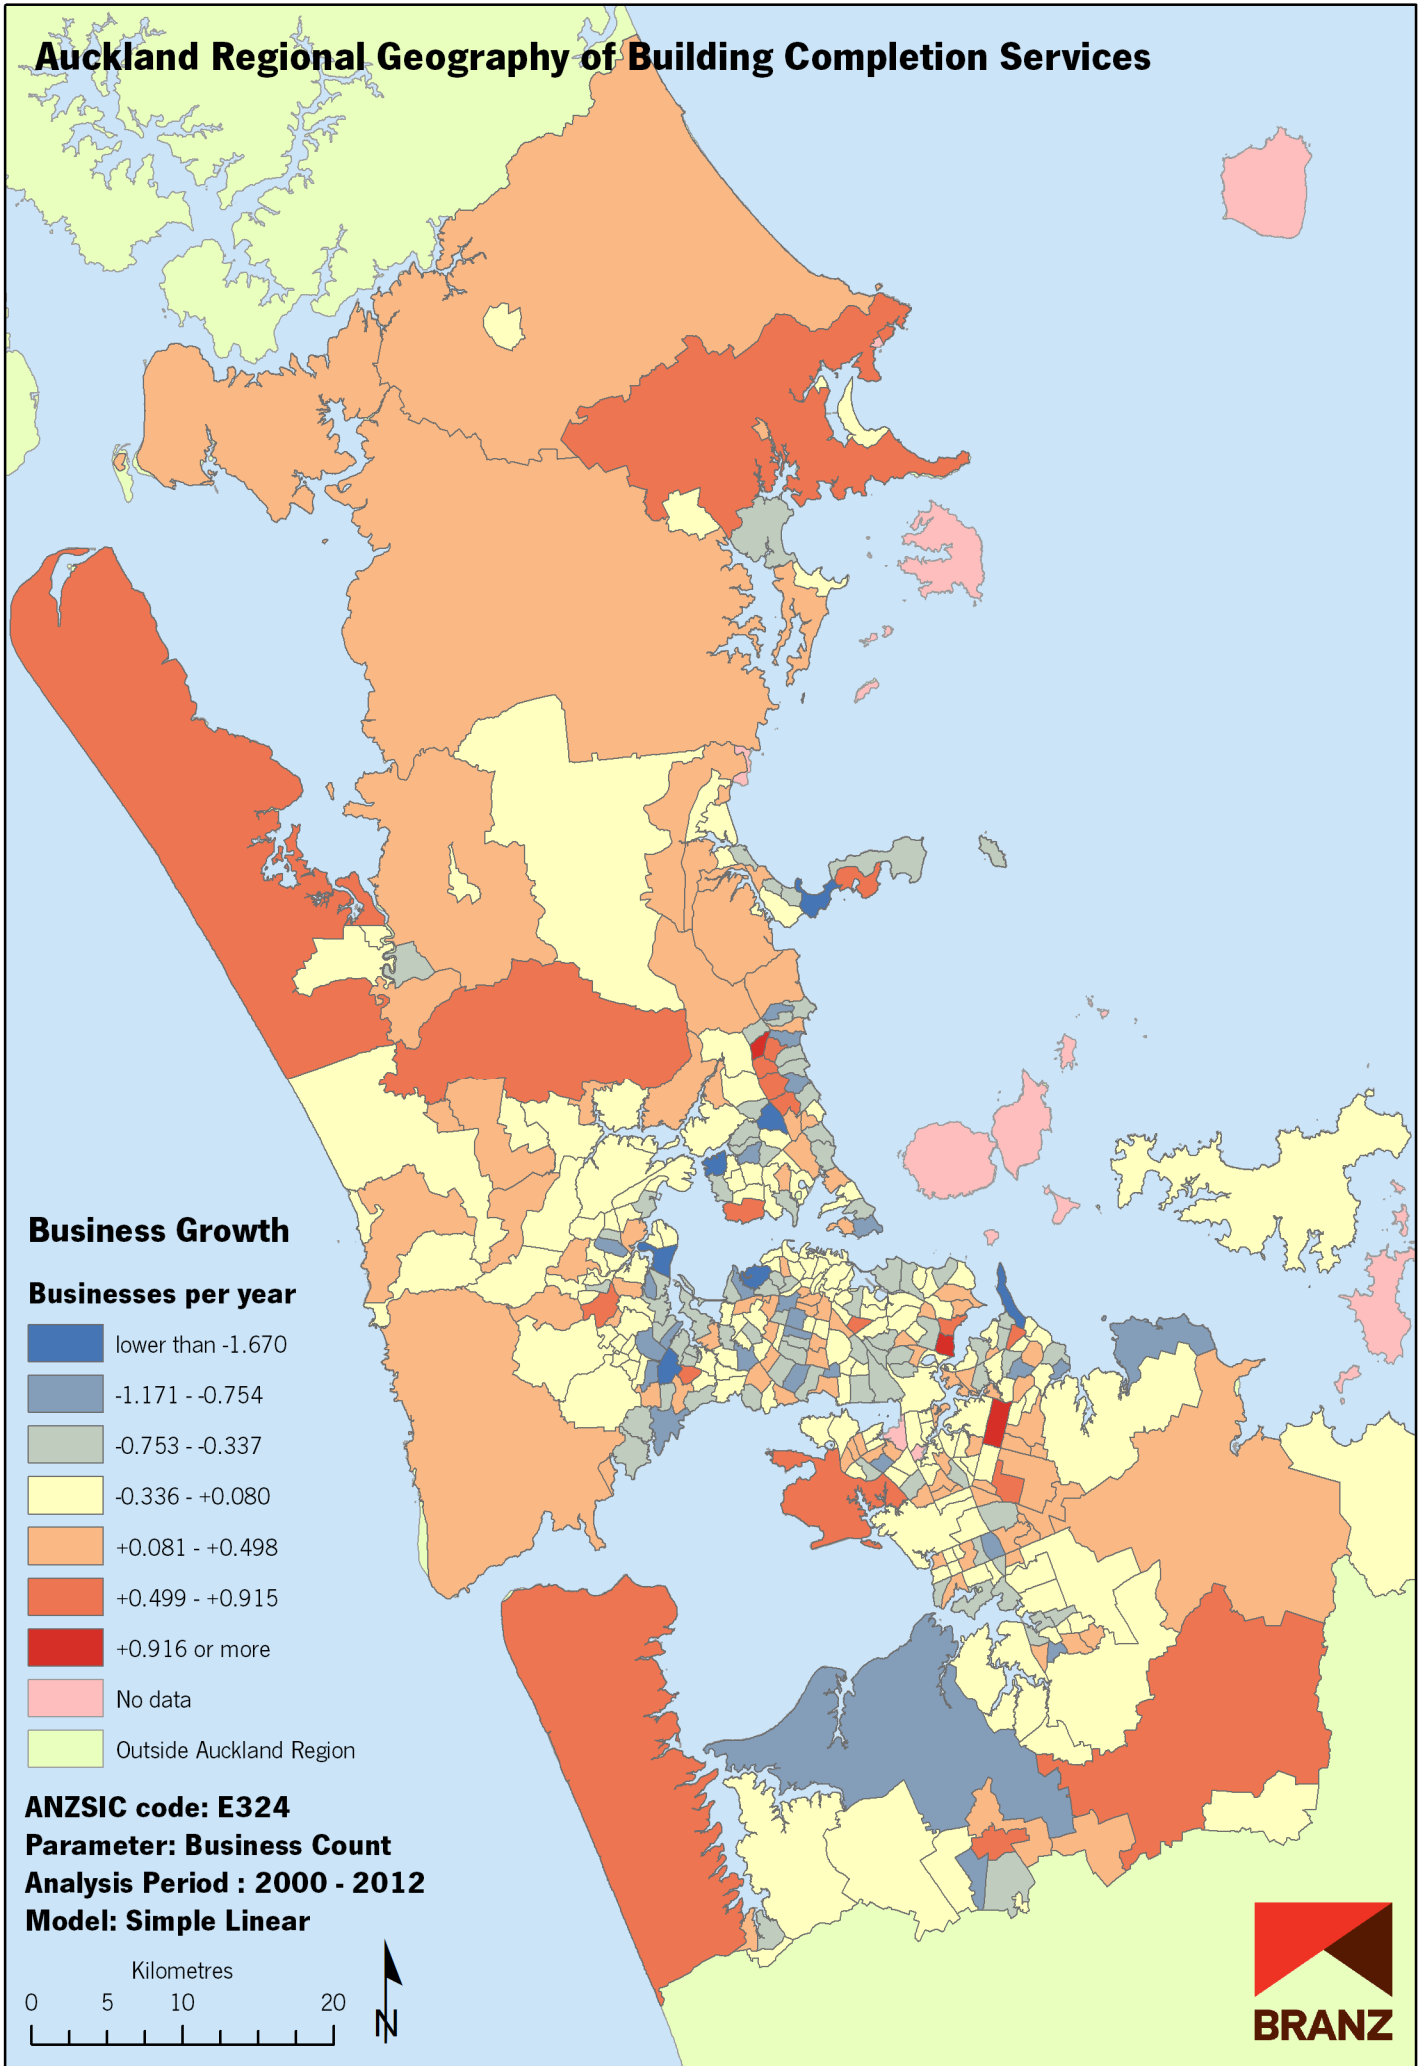 Auckland Regional Geography of Building Completion Services
Business Growth
Businesses per year
lower than -1.670
-1.171 - -0.754
-0.753 - -0.337
-0.336 - +0.080
+0.081 - +0.498
+0.499 - +0.915
+0.916 or more
No data
Outside Auckland Region
ANZSIC code: E324
Parameter: Business Count
Analysis Period : 2000 - 2012
Model: Simple Linear
Kilometres
0 5 10 20
N
BRANZ